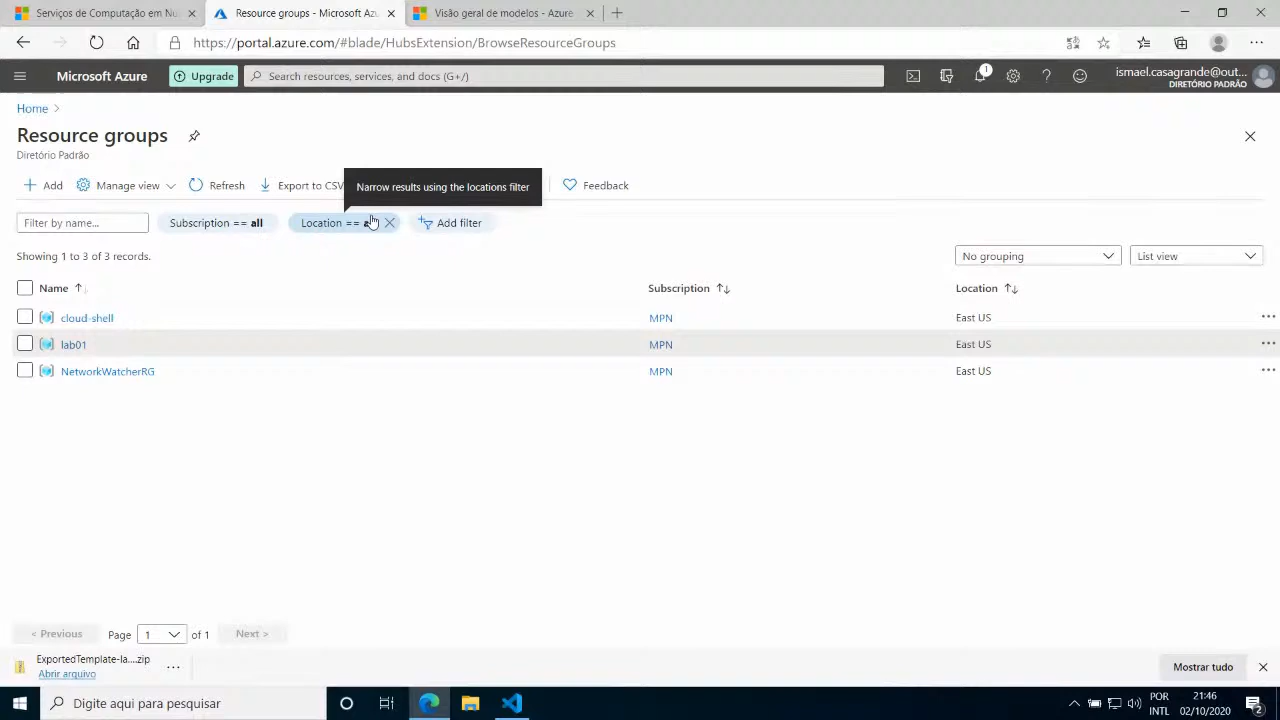 Serviços de Computação em Nu
Resource groups - Microsoft Azu
Visão geral de modelos - Azure
https://portal.azure.com/#blade/HubsExtension/BrowseResourceGroups
Microsoft Azure
Upgrade
Search resources, services, and docs (G+/)
1
ismael.casagrande@out...
DIRETÓRIO PADRÃO
Home
Resource groups
Diretório Padrão
Add
Manage view
Refresh
Export to CSV
Narrow results using the locations filter
Feedback
Filter by name...
Subscription == all
Location ==
Add filter
Showing 1 to 3 of 3 records.
No grouping
List view
Name
Subscription
Location
cloud-shell
MPN
East US
lab01
MPN
East US
NetworkWatcherRG
MPN
East US
< Previous
Page
1
of 1
Next >
ExportedTemplate-la....zip
Abrir arquivo
Mostrar tudo
Digite aqui para pesquisar
POR
INTL
21:46
02/10/2020
2